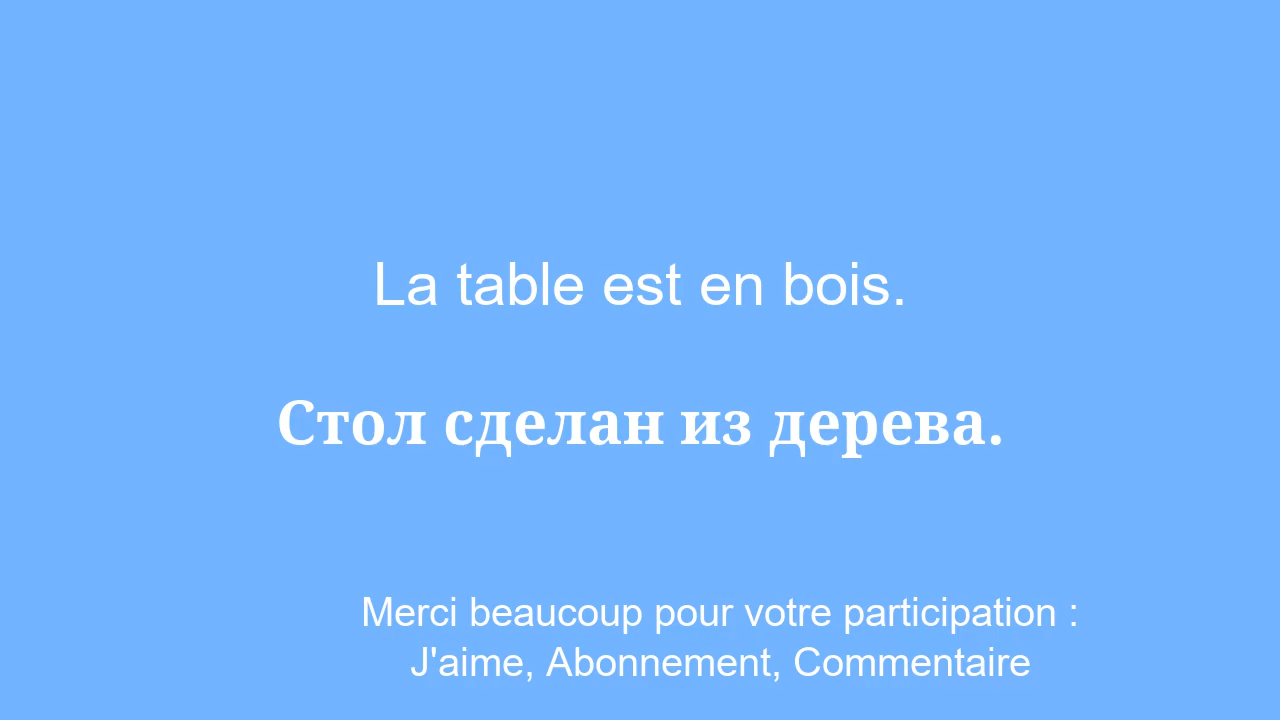 La table est en bois.
Стол сделан из дерева.
Merci beaucoup pour votre participation :
J'aime, Abonnement, Commentaire